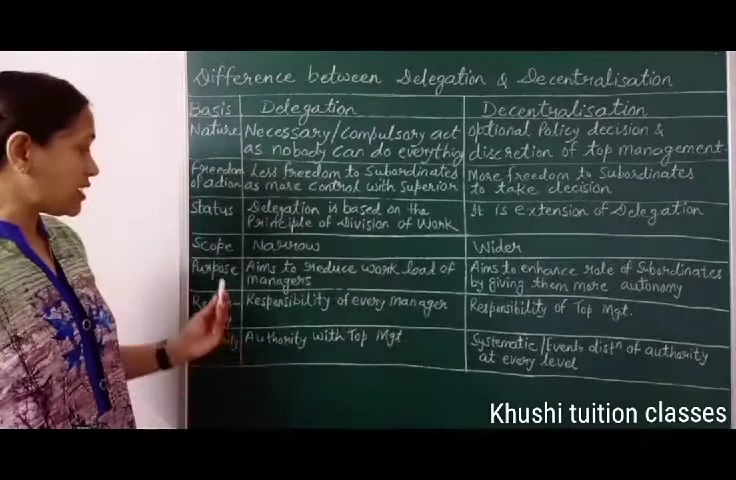 Difference between Delegation & Decentralisation
Basis Delegation Decentralisation
Nature Necessary/compulsory act optional Policy decision &
as nobody can do everything discretion of top management.
Freedom Less freedom to Subordinates More freedom to Subordinates
of action as more control with Superior to take decision
Status Delegation is based on the It is extension of Delegation
Principle of Division of Work
Scope Narrow Wider
Purpose Aims to reduce work load of Aims to enhance role of Subordinates
managers by giving them more autonomy
Responsibility of every manager Responsibility of Top Mgt.
Authority with Top Mgt. Systematic/Evenly distn of authority
at every level
Khushi tuition classes